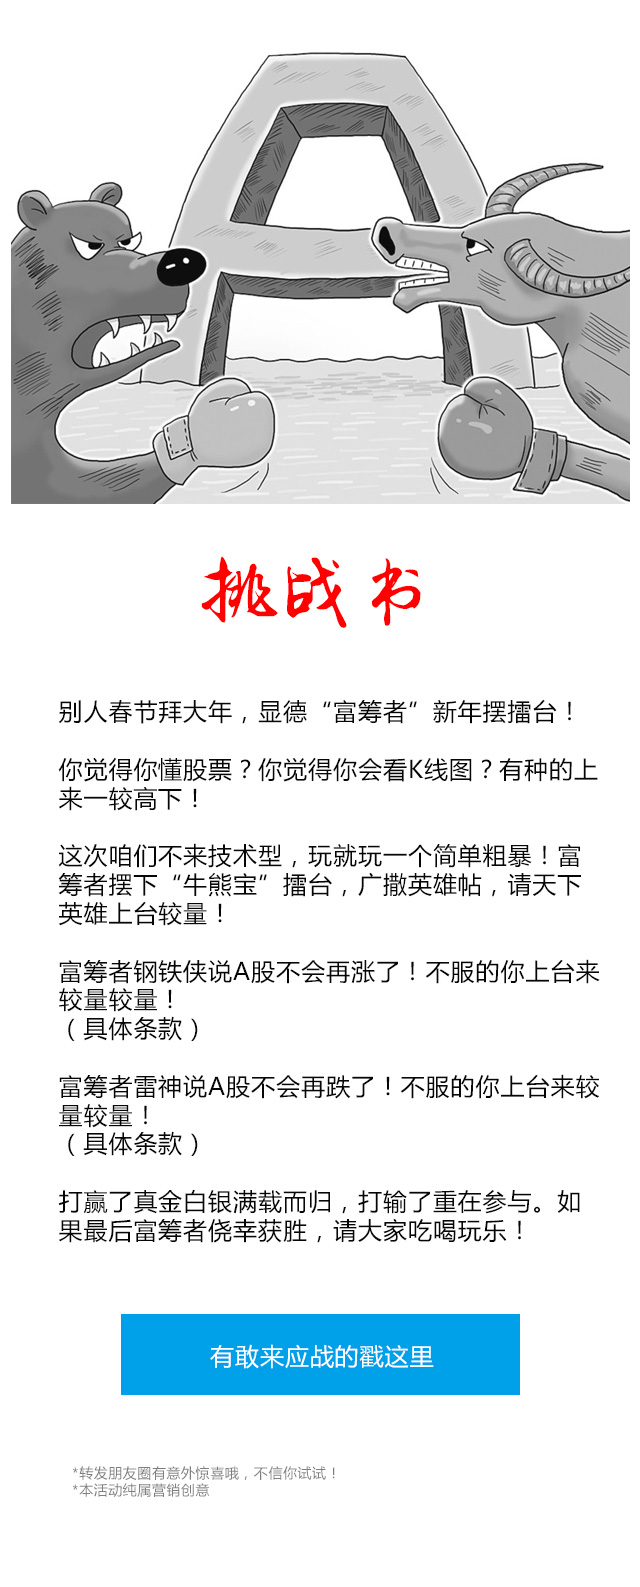 挑战书
别人春节拜大年，显德“富筹者”新年摆擂台！
你觉得你懂股票？你觉得你会看K线图？有种的上
来一较高下！
这次咱们不来技术型，玩就玩一个简单粗暴！富
筹者摆下“牛熊宝”擂台，广撒英雄帖，请天下
英雄上台较量！
富筹者钢铁侠说A股不会再涨了！不服的你上台来
较量较量！
（具体条款）
富筹者雷神说A股不会再跌了！不服的你上台来较
量较量！
（具体条款）
打赢了真金白银满载而归，打输了重在参与。如
果最后富筹者侥幸获胜，请大家吃喝玩乐！
有敢来应战的戳这里
*转发朋友圈有意外惊喜哦，不信你试试！
*本活动纯属营销创意